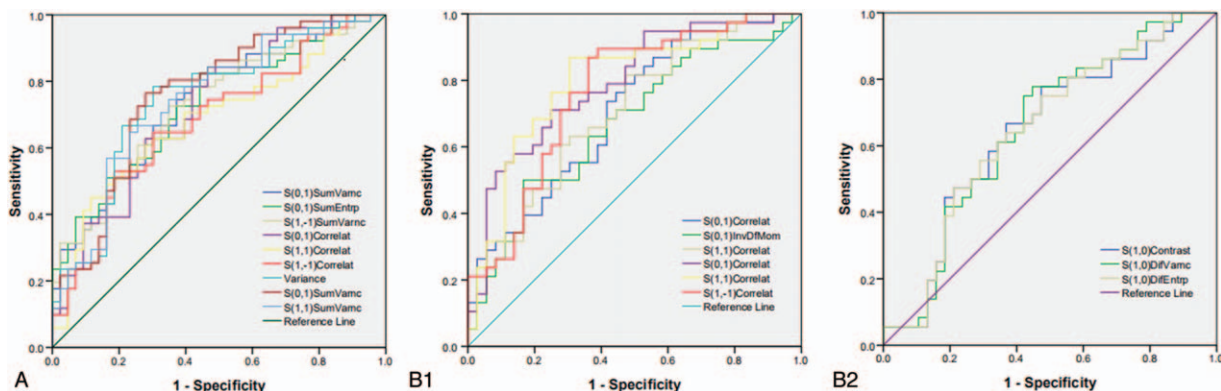 1.0
0.8
0.6
0.4
0.2
0.0
Sensitivity
S(0,1)SumVarnc
S(0,1)SumEntrp
S(1,-1)SumVarnc
S(0,1)Correlat
S(1,1)Correlat
S(1,-1)Correlat
Variance
S(0,1)SumVarnc
S(1,1)SumVarnc
Reference Line
0.0 0.2 0.4 0.6 0.8 1.0
1 - Specificity
A
1.0
0.8
0.6
0.4
0.2
0.0
Sensitivity
S(0,1)Correlat
S(0,1)InvDfMom
S(1,1)Correlat
S(0,1)Correlat
S(1,1)Correlat
S(1,-1)Correlat
Reference Line
0.0 0.2 0.4 0.6 0.8 1.0
1 - Specificity
B1
1.0
0.8
0.6
0.4
0.2
0.0
Sensitivity
S(1,0)Contrast
S(1,0)DifVarnc
S(1,0)DifEntrp
Reference Line
0.0 0.2 0.4 0.6 0.8 1.0
1 - Specificity
B2